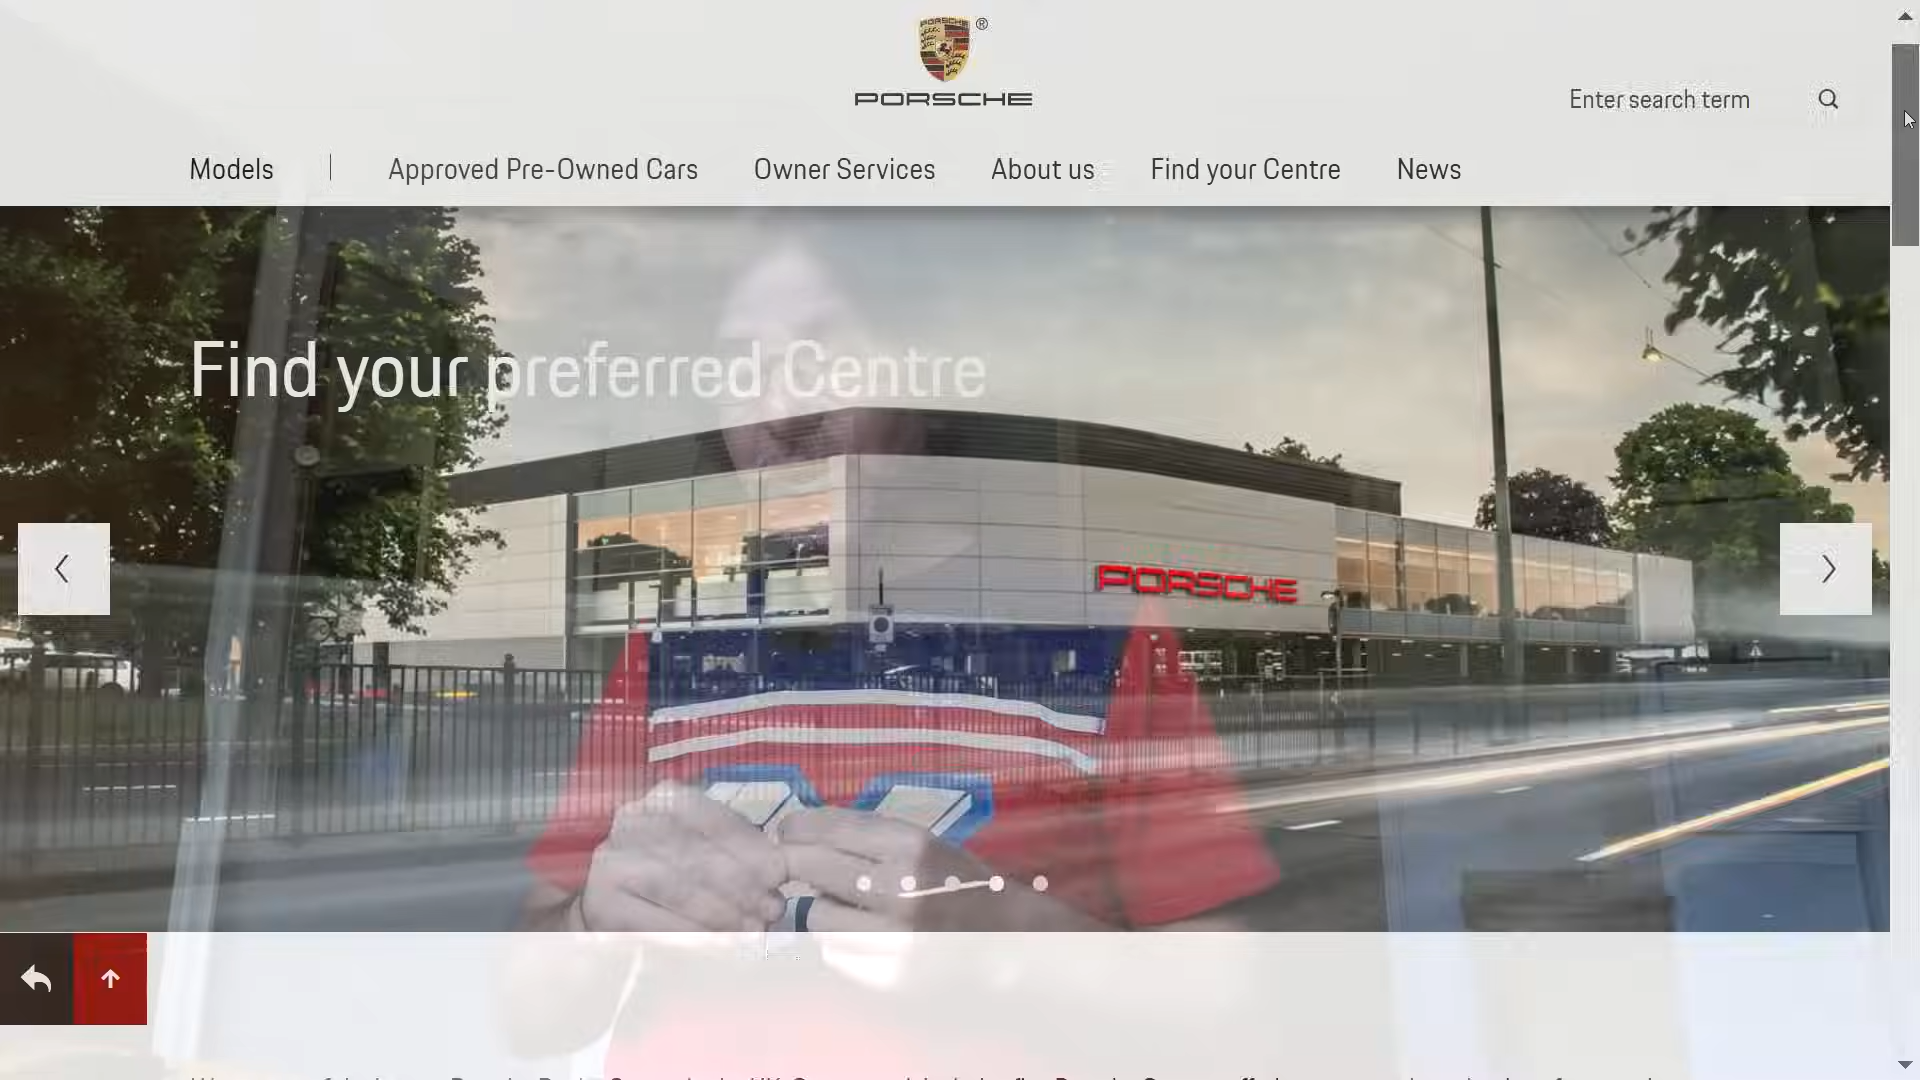 PORSCHE
®
PORSCHE
Enter search term
Models
Approved Pre-Owned Cars
Owner Services
About us
Find your Centre
News
Find your preferred Centre
PORSCHE